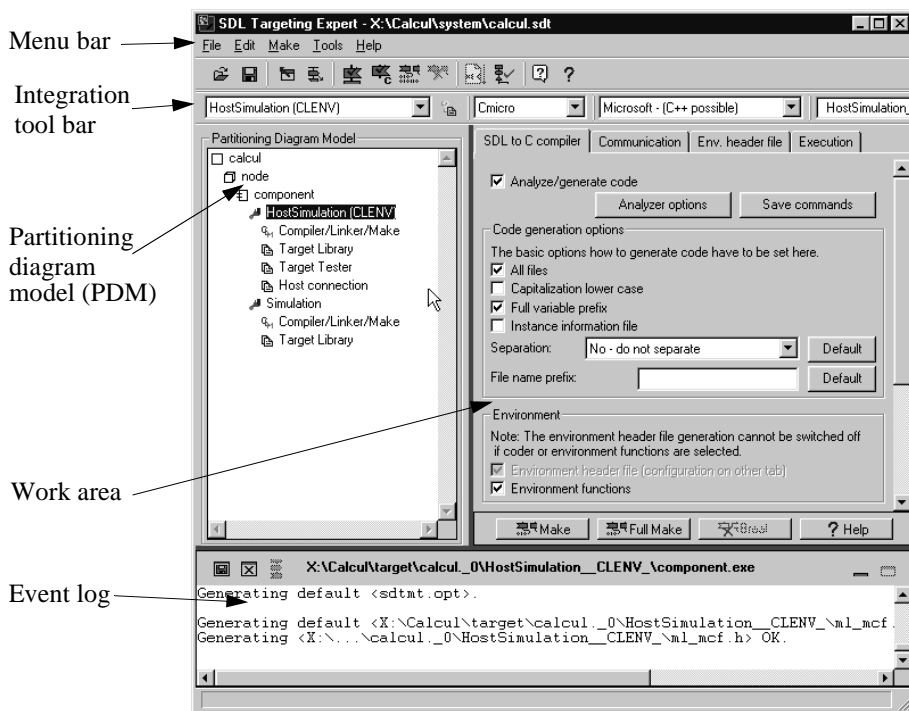 SDL Targeting Expert - X:\Calcul\system\calcul.sdt
Menu bar
File Edit Make Tools Help
Integration
tool bar
HostSimulation (CLENV)
Cmicro
Microsoft - (C++ possible)
HostSimulation_
Partitioning Diagram Model
calcul
node
component
HostSimulation (CLENV)
Compiler/Linker/Make
Target Library
Target Tester
Host connection
Simulation
Compiler/Linker/Make
Target Library
Partitioning
diagram
model (PDM)
SDL to C compiler
Communication
Env. header file
Execution
Analyze/generate code
Analyzer options
Save commands
Code generation options
The basic options how to generate code have to be set here.
All files
Capitalization lower case
Full variable prefix
Instance information file
Separation:
No - do not separate
Default
File name prefix:
Default
Environment
Note: The environment header file generation cannot be switched off
if coder or environment functions are selected.
Environment header file (configuration on other tab)
Environment functions
Work area
Make
Full Make
Break
? Help
X:\Calcul\target\calcul._0\HostSimulation__CLENV_\component.exe
Event log
Generating default <sdtmt.opt>.
Generating default <X:\Calcul\target\calcul._0\HostSimulation__CLENV_\ml_mcf.
Generating <X:\...\calcul._0\HostSimulation__CLENV_\ml_mcf.h> OK.